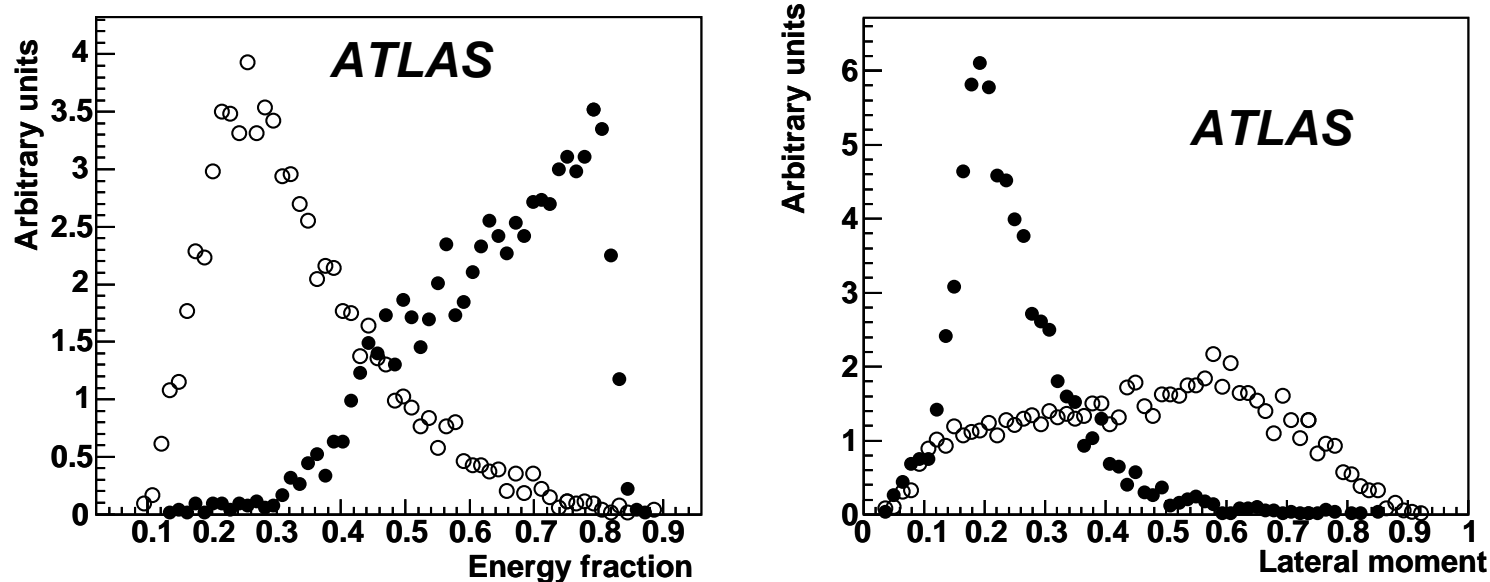 Arbitrary units
4
3.5
3
2.5
2
1.5
1
0.5
0
ATLAS
0.1 0.2 0.3 0.4 0.5 0.6 0.7 0.8 0.9
Energy fraction
Arbitrary units
6
5
4
3
2
1
0
ATLAS
0 0.1 0.2 0.3 0.4 0.5 0.6 0.7 0.8 0.9 1
Lateral moment